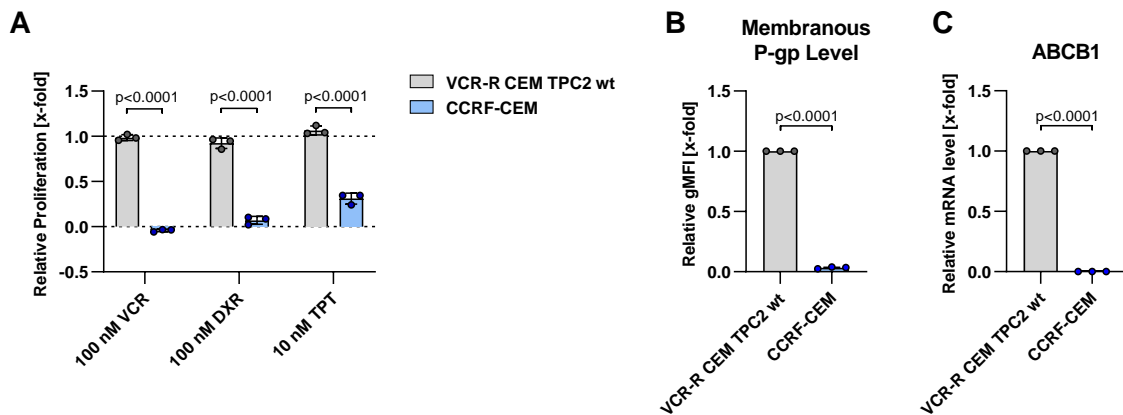 A
Relative Proliferation [x-fold]
1.5
1.0
0.5
0.0
-0.5
p<0.0001
p<0.0001
p<0.0001
100 nM VCR
100 nM DXR
10 nM TPT
VCR-R CEM TPC2 wt
CCRF-CEM
B
Membranous
P-gp Level
Relative gMFI [x-fold]
1.5
1.0
0.5
0.0
p<0.0001
VCR-R CEM TPC2 wt
CCRF-CEM
C
ABCB1
Relative mRNA level [x-fold]
1.5
1.0
0.5
0.0
p<0.0001
VCR-R CEM TPC2 wt
CCRF-CEM